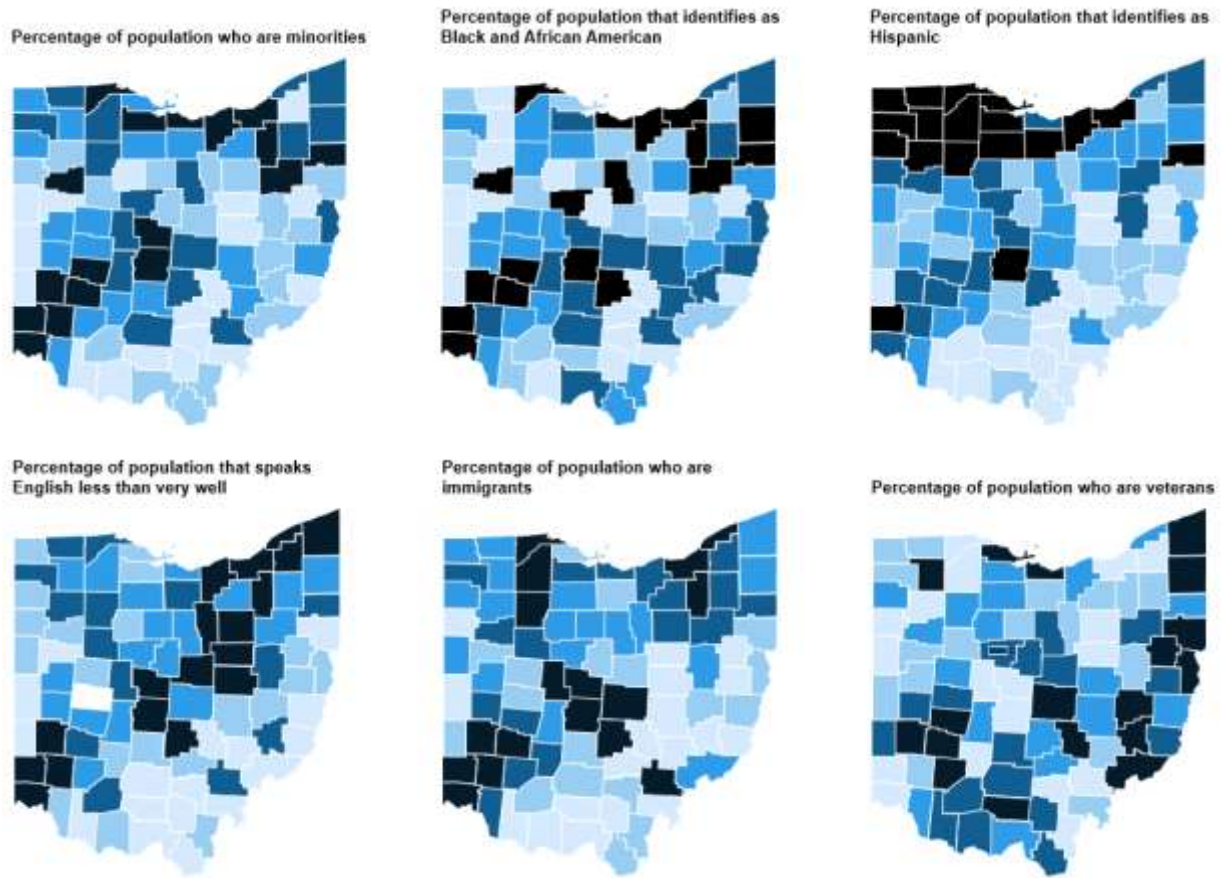 Percentage of population who are minorities
Percentage of population that identifies as
Black and African American
Percentage of population that identifies as
Hispanic
Percentage of population that speaks
English less than very well
Percentage of population who are
immigrants
Percentage of population who are veterans